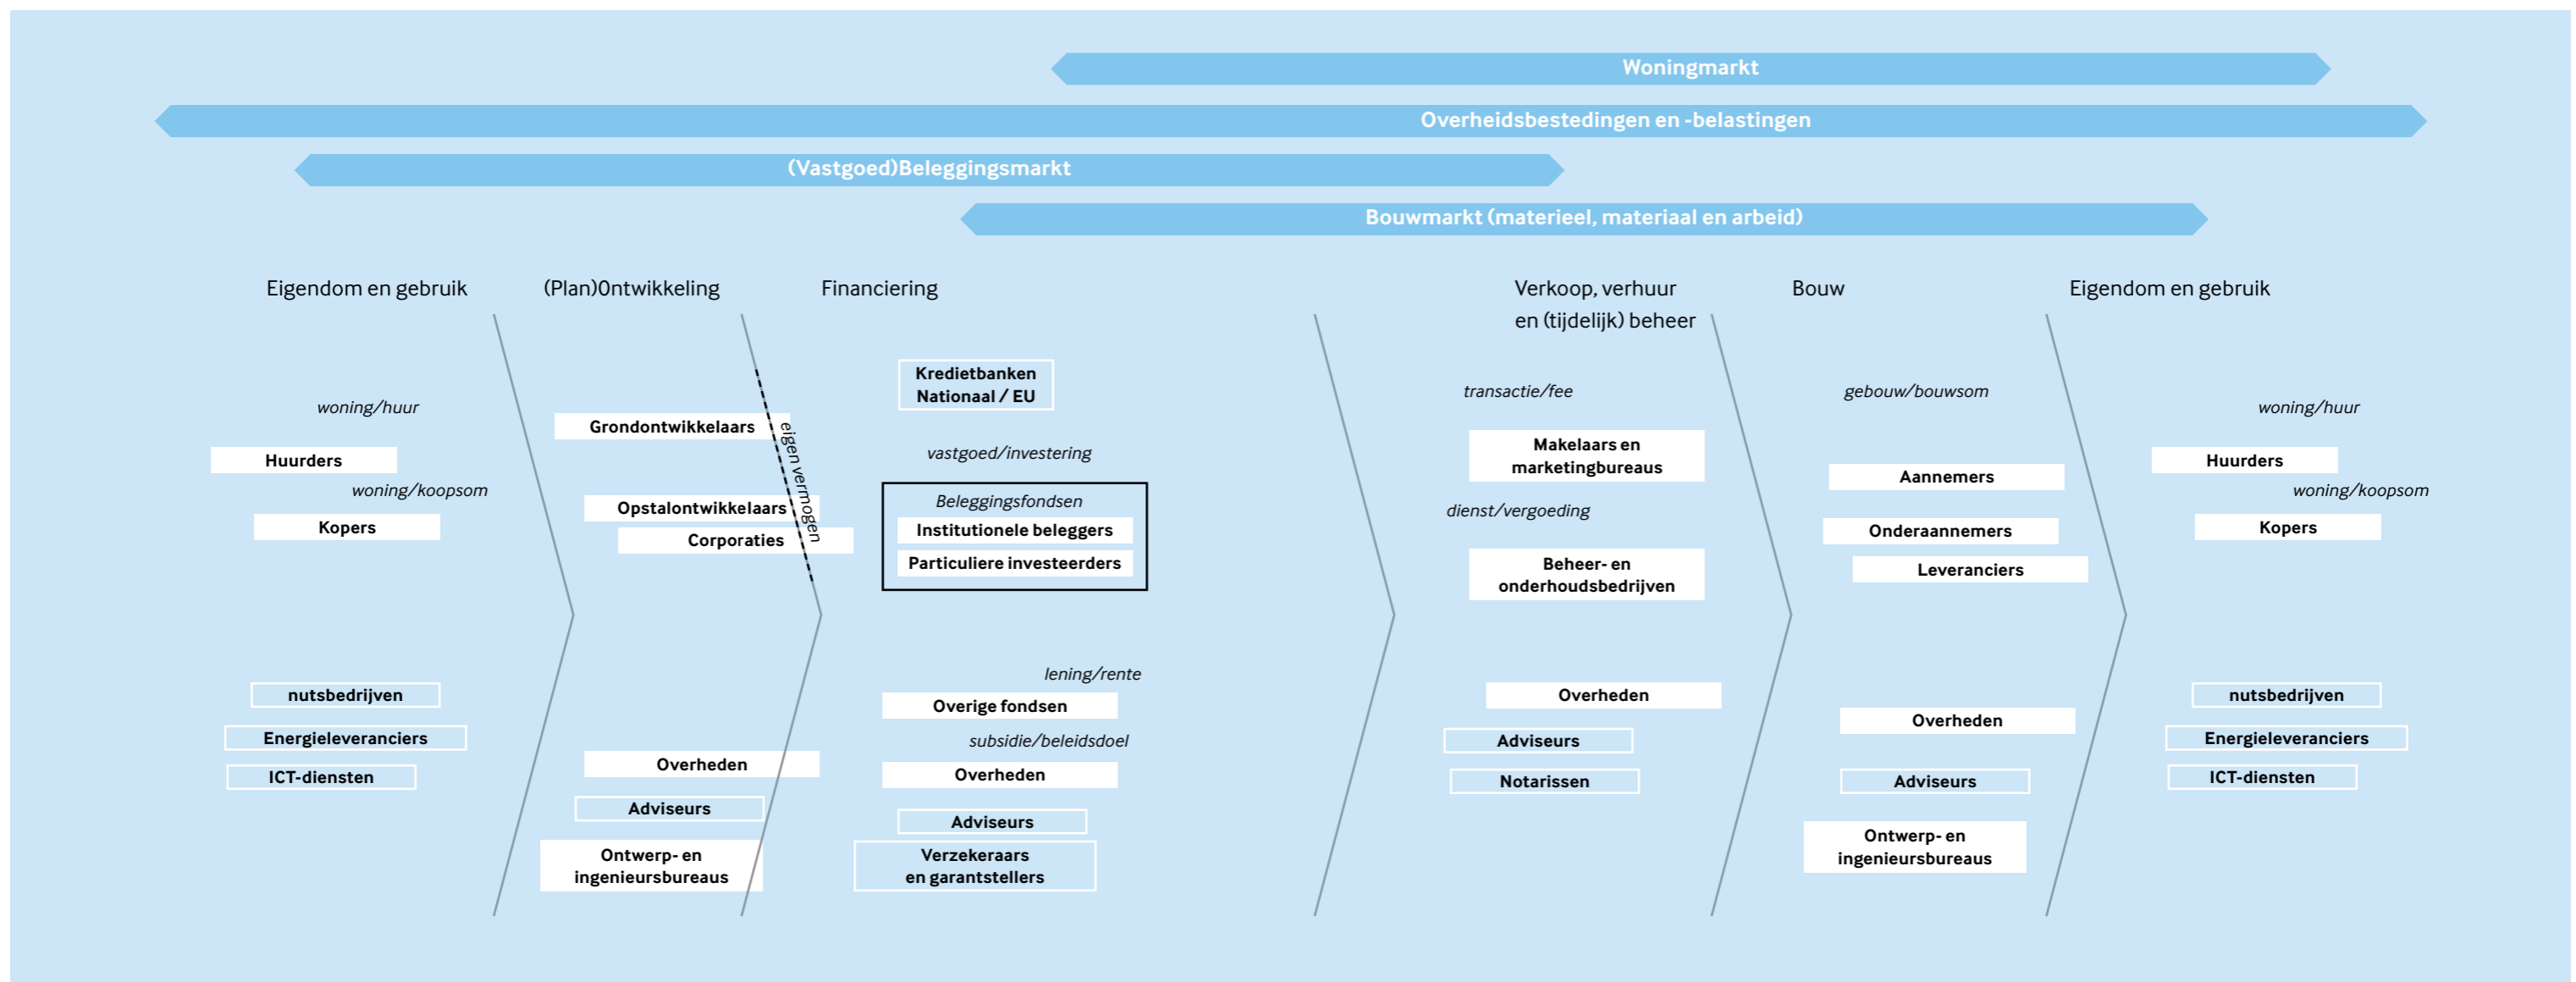 Woningmarkt
Overheidsbestedingen en -belastingen
(Vastgoed)Beleggingsmarkt
Bouwmarkt (materieel, materiaal en arbeid)
Eigendom en gebruik
woning/huur
Huurders
woning/koopsom
Kopers
nutsbedrijven
Energieleveranciers
ICT-diensten
(Plan)Ontwikkeling
Grondontwikkelaars
Opstalontwikkelaars
Corporaties
eigen vermogen
Overheden
Adviseurs
Ontwerp- en
ingenieursbureaus
Financiering
Kredietbanken
Nationaal / EU
vastgoed/investering
Beleggingsfondsen
Institutionele beleggers
Particuliere investeerders
lening/rente
Overige fondsen
subsidie/beleidsdoel
Overheden
Adviseurs
Verzekeraars
en garantstellers
Verkoop, verhuur
en (tijdelijk) beheer
transactie/fee
Makelaars en
marketingbureaus
dienst/vergoeding
Beheer- en
onderhoudsbedrijven
Overheden
Adviseurs
Notarissen
Bouw
gebouw/bouwsom
Aannemers
Onderaannemers
Leveranciers
Overheden
Adviseurs
Ontwerp- en
ingenieursbureaus
Eigendom en gebruik
woning/huur
Huurders
woning/koopsom
Kopers
nutsbedrijven
Energieleveranciers
ICT-diensten